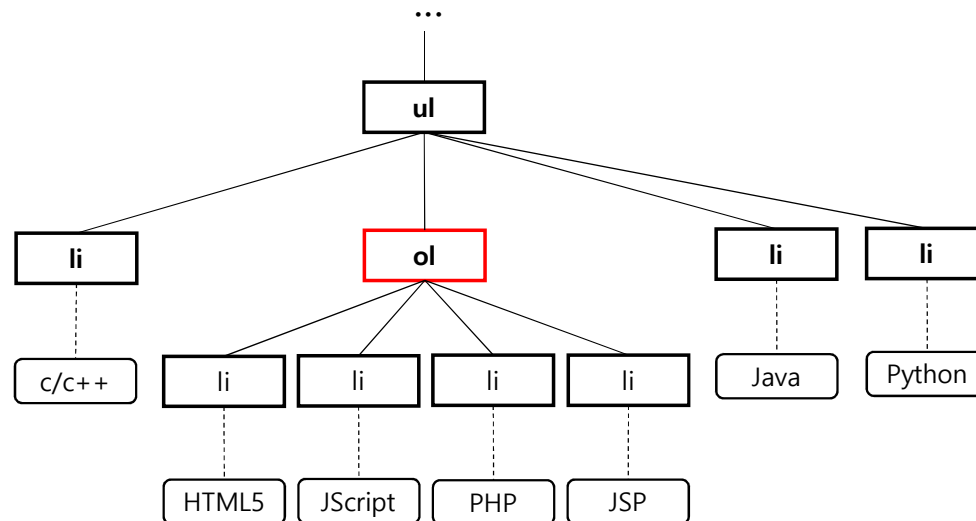 ...
ul
li
ol
li
li
c/c++
li
li
li
li
Java
Python
HTML5
JScript
PHP
JSP